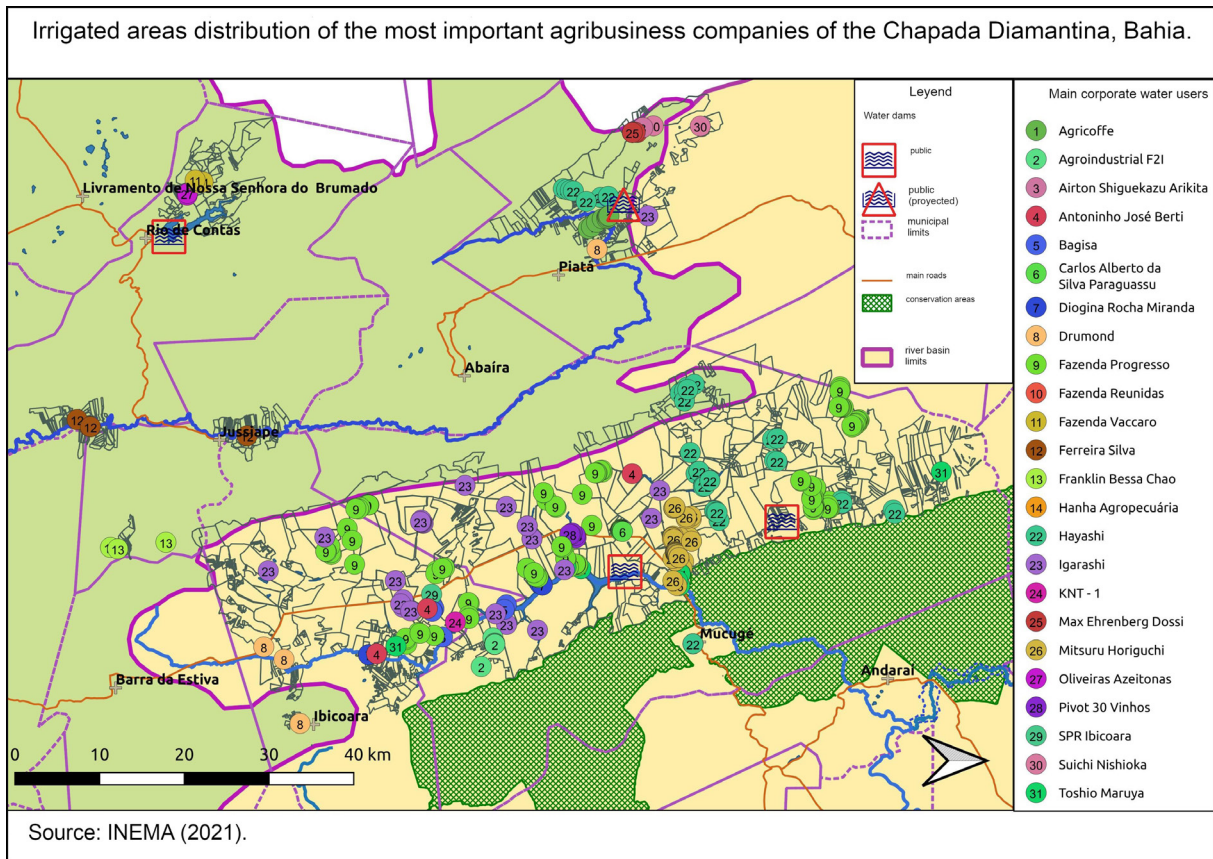 Irrigated areas distribution of the most important agribusiness companies of the Chapada Diamantina, Bahia.
Leyend
Water dams
public
public
(proyected)
municipal
limits
main roads
conservation areas
river basin
limits
Main corporate water users
1 Agricoffe
2 Agroindustrial F2I
3 Airton Shiguekazu Arikita
4 Antoninho José Berti
5 Bagisa
6 Carlos Alberto da
Silva Paraguassu
7 Diogina Rocha Miranda
8 Drumond
9 Fazenda Progresso
10 Fazenda Reunidas
11 Fazenda Vaccaro
12 Ferreira Silva
13 Franklin Bessa Chao
14 Hanha Agropecuária
22 Hayashi
23 Igarashi
24 KNT - 1
25 Max Ehrenberg Dossi
26 Mitsuru Horiguchi
27 Oliveiras Azeitonas
28 Pivot 30 Vinhos
29 SPR Ibicoara
30 Suichi Nishioka
31 Toshio Maruya
Livramento de Nossa Senhora do Brumado
Rio de Contas
Piatã
Abaíra
Jussiape
Mucugê
Andaraí
Barra da Estiva
Ibicoara
0 10 20 30 40 km
Source: INEMA (2021).